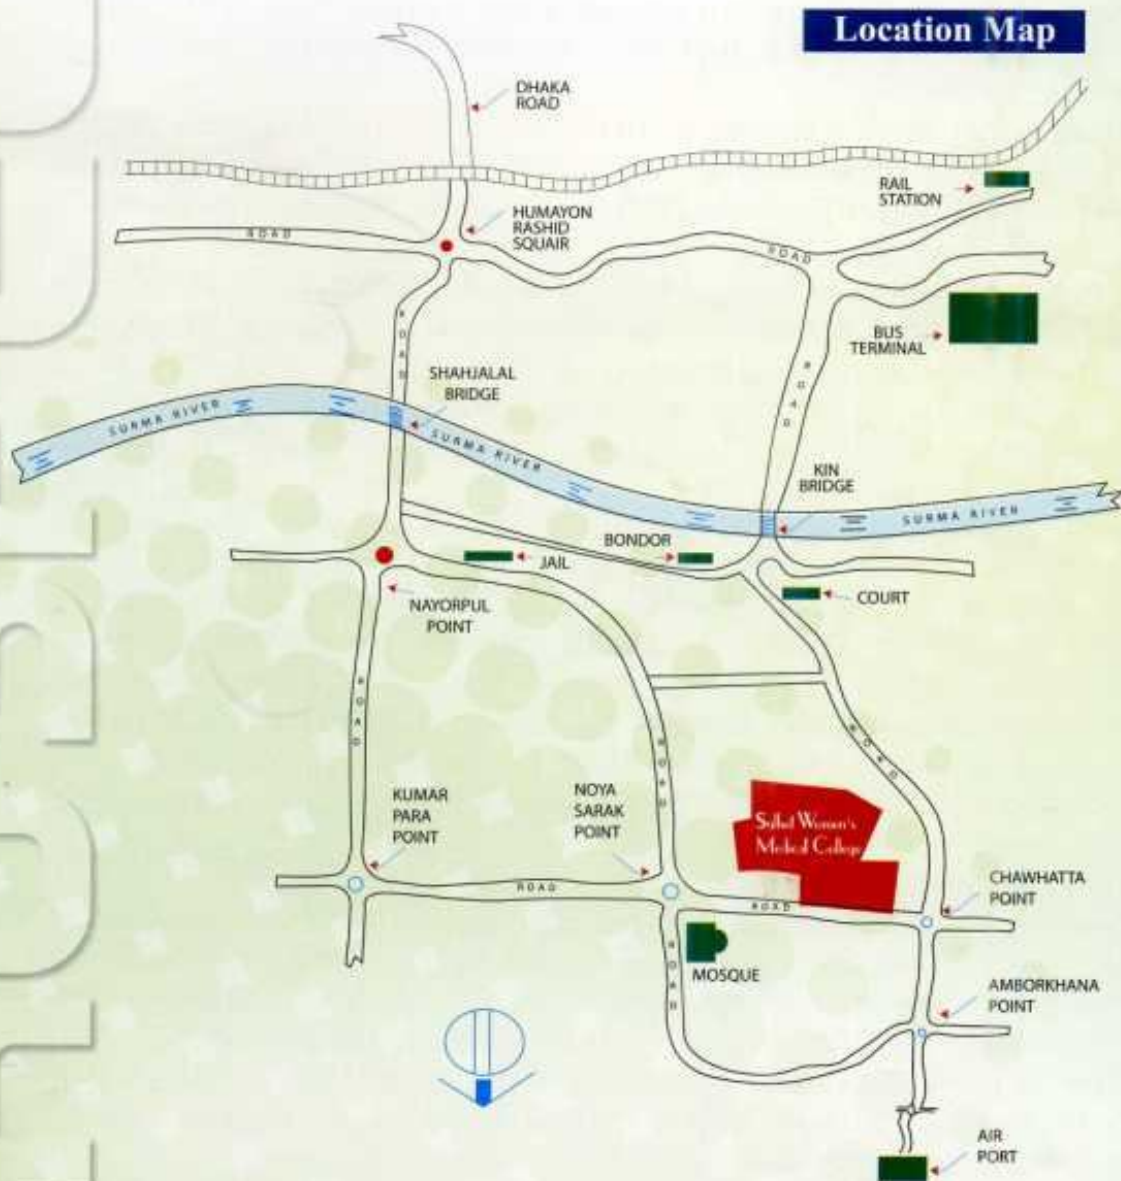 Location Map
DHAKA
ROAD
RAIL
STATION
HUMAYON
RASHID
SQUAIR
ROAD
ROAD
ROAD
BUS
TERMINAL
SHAHJALAL
BRIDGE
ROAD
SURMA RIVER
SURMA RIVER
KIN
BRIDGE
SURMA RIVER
BONDOR
JAIL
COURT
NAYORPUL
POINT
ROAD
ROAD
ROAD
KUMAR
PARA
POINT
NOYA
SARAK
POINT
Sylhet Women's
Medical College
CHAWHATTA
POINT
ROAD
ROAD
ROAD
MOSQUE
AMBORKHANA
POINT
AIR
PORT